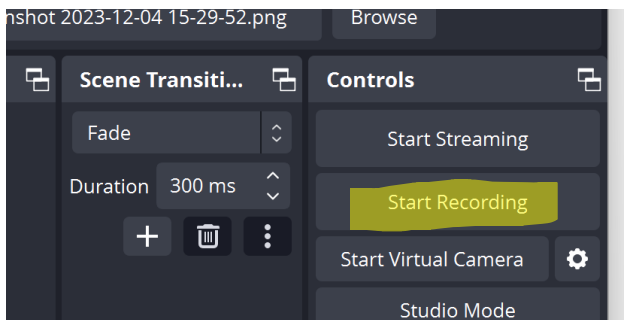 nshot 2023-12-04 15-29-52.png
Browse
Scene Transiti...
Controls
Fade
Start Streaming
Duration 300 ms
Start Recording
Start Virtual Camera
Studio Mode